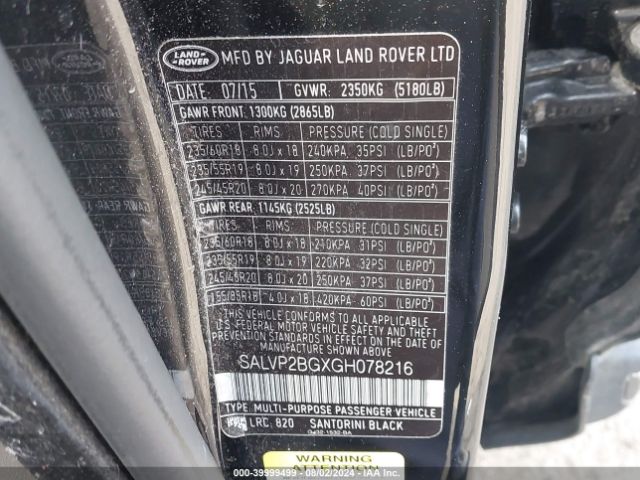 LAND ROVER
MFD BY JAGUAR LAND ROVER LTD
DATE 07/15 GVWR: 2350KG (5180LB)
GAWR FRONT: 1300KG (2865LB)
TIRES RIMS PRESSURE (COLD SINGLE)
235/60R18 8.0J x 18 240KPA, 35PSI (LB/PO²)
235/55R19 8.0J x 19 250KPA, 37PSI (LB/PO²)
245/45R20 8.0J x 20 270KPA, 40PSI (LB/PO²)
GAWR REAR: 1145KG (2525LB)
TIRES RIMS PRESSURE (COLD SINGLE)
235/60R18 8.0J x 18 210KPA, 31PSI (LB/PO²)
235/55R19 8.0J x 19 220KPA, 32PSI (LB/PO²)
245/45R20 8.0J x 20 250KPA, 37PSI (LB/PO²)
155/85R18 4.0J x 18 420KPA, 60PSI (LB/PO²)
THIS VEHICLE CONFORMS TO ALL APPLICABLE
U.S. FEDERAL MOTOR VEHICLE SAFETY AND
THEFT PREVENTION STANDARDS IN EFFECT ON
THE DATE OF MANUFACTURE SHOWN ABOVE
SALVP2BGXGH078216
TYPE: MULTI-PURPOSE PASSENGER VEHICLE
LRC: 820 SANTORINI BLACK
WARNING
ATTENTION
IAA-39999499 | 08/02/2024 | Copyright IAA, LLC